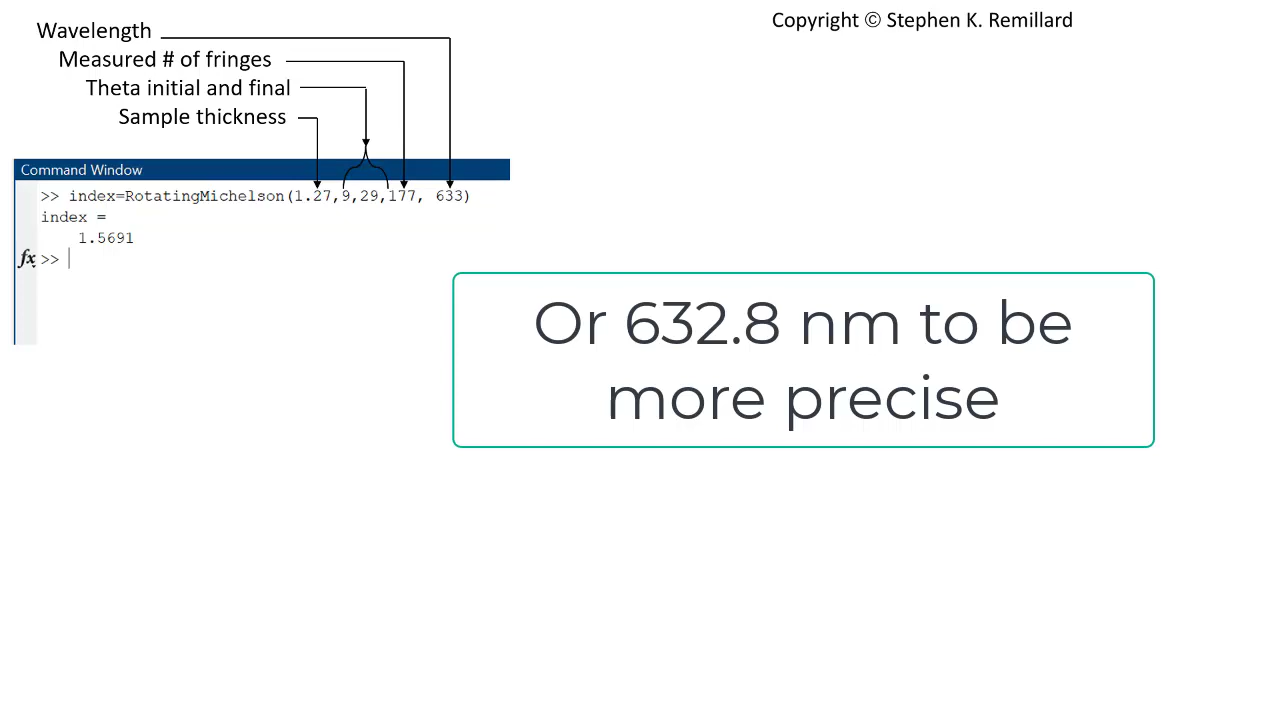 Copyright © Stephen K. Remillard
Wavelength
Measured # of fringes
Theta initial and final
Sample thickness
Command Window
>> index=RotatingMichelson(1.27,9,29,177, 633)
index =
1.5691
fx >>
Or 632.8 nm to be
more precise